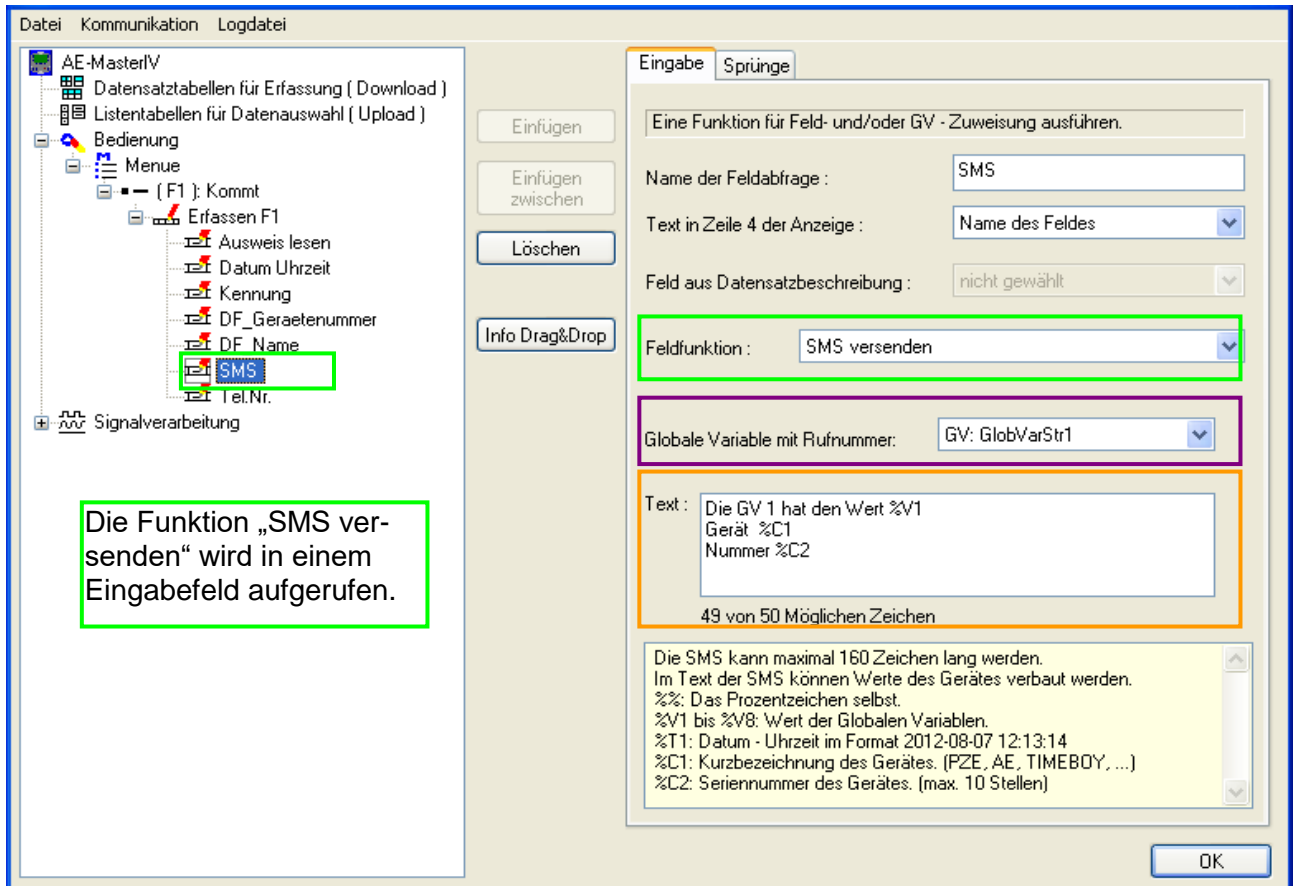 Datei Kommunikation Logdatei
AE-MasterIV
Datensatztabellen für Erfassung ( Download )
Listentabellen für Datenauswahl ( Upload )
Bedienung
Menue
( F1 ): Kommt
Erfassen F1
Ausweis lesen
Datum Uhrzeit
Kennung
DF_Geraetenummer
DF_Name
SMS
Tel.Nr.
Signalverarbeitung
Die Funktion „SMS ver-
senden“ wird in einem
Eingabefeld aufgerufen.
Einfügen
Einfügen
zwischen
Löschen
Info Drag&Drop
Eingabe Sprünge
Eine Funktion für Feld- und/oder GV - Zuweisung ausführen.
Name der Feldabfrage : SMS
Text in Zeile 4 der Anzeige : Name des Feldes
Feld aus Datensatzbeschreibung : nicht gewählt
Feldfunktion : SMS versenden
Globale Variable mit Rufnummer: GV: GlobVarStr1
Text : Die GV 1 hat den Wert %V1
Gerät %C1
Nummer %C2
49 von 50 Möglichen Zeichen
Die SMS kann maximal 160 Zeichen lang werden.
Im Text der SMS können Werte des Gerätes verbaut werden.
%%: Das Prozentzeichen selbst.
%V1 bis %V8: Wert der Globalen Variablen.
%T1: Datum - Uhrzeit im Format 2012-08-07 12:13:14
%C1: Kurzbezeichnung des Gerätes. (PZE, AE, TIMEBOY, ...)
%C2: Seriennummer des Gerätes. (max. 10 Stellen)
OK